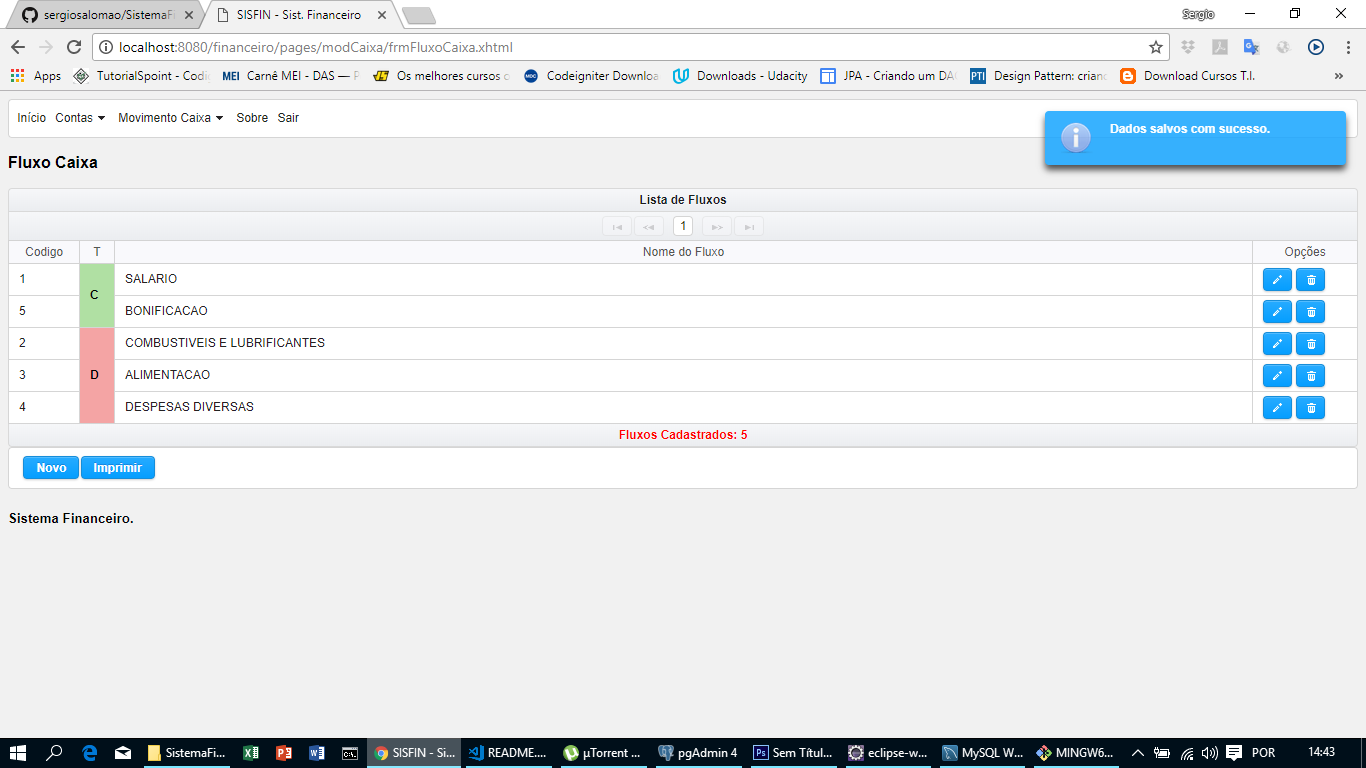 sergiosalomao/SistemaFi
SISFIN - Sist. Financeiro
Sergio
localhost:8080/financeiro/pages/modCaixa/frmFluxoCaixa.xhtml
Apps TutorialsPoint - Codi MEI Carnê MEI - DAS — P Os melhores cursos o MDC Codeigniter Downloa Downloads - Udacity JPA - Criando um DA PTI Design Pattern: crian Download Cursos T.I. »
Início Contas Movimento Caixa Sobre Sair
Dados salvos com sucesso.
Fluxo Caixa
Lista de Fluxos
1
Codigo T Nome do Fluxo Opções
1 SALARIO
C
5 BONIFICACAO
2 COMBUSTIVEIS E LUBRIFICANTES
3 D ALIMENTACAO
4 DESPESAS DIVERSAS
Fluxos Cadastrados: 5
Novo Imprimir
Sistema Financeiro.
SistemaFi... C:\. SISFIN - Si... README.... µTorrent ... pgAdmin 4 Ps Sem Títul... eclipse-w... MySQL W... MINGW6... POR 14:43